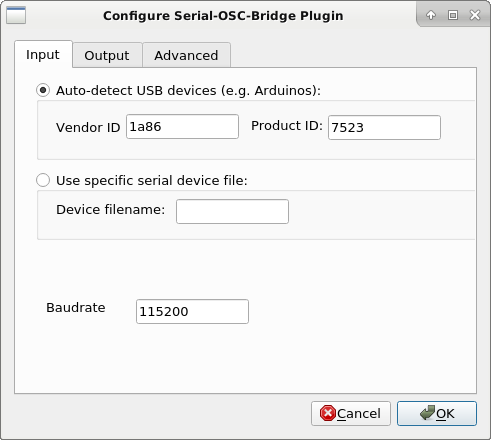 Configure Serial-OSC-Bridge Plugin
Input Output Advanced
Auto-detect USB devices (e.g. Arduinos):
Vendor ID 1a86 Product ID: 7523
Use specific serial device file:
Device filename:
Baudrate 115200
Cancel OK